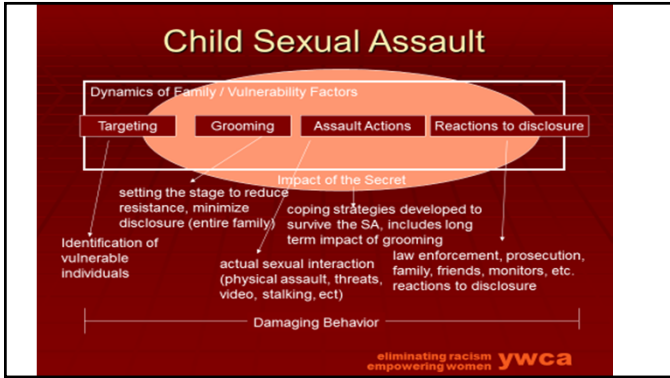 Child Sexual Assault
Dynamics of Family / Vulnerability Factors
Targeting
Grooming
Assault Actions
Reactions to disclosure
Impact of the Secret
setting the stage to reduce
resistance, minimize
disclosure (entire family)
coping strategies developed to
survive the SA, includes long
term impact of grooming
Identification of
vulnerable
individuals
actual sexual interaction
(physical assault, threats,
video, stalking, ect)
law enforcement, prosecution,
family, friends, monitors, etc.
reactions to disclosure
Damaging Behavior
eliminating racism
empowering women
ywca